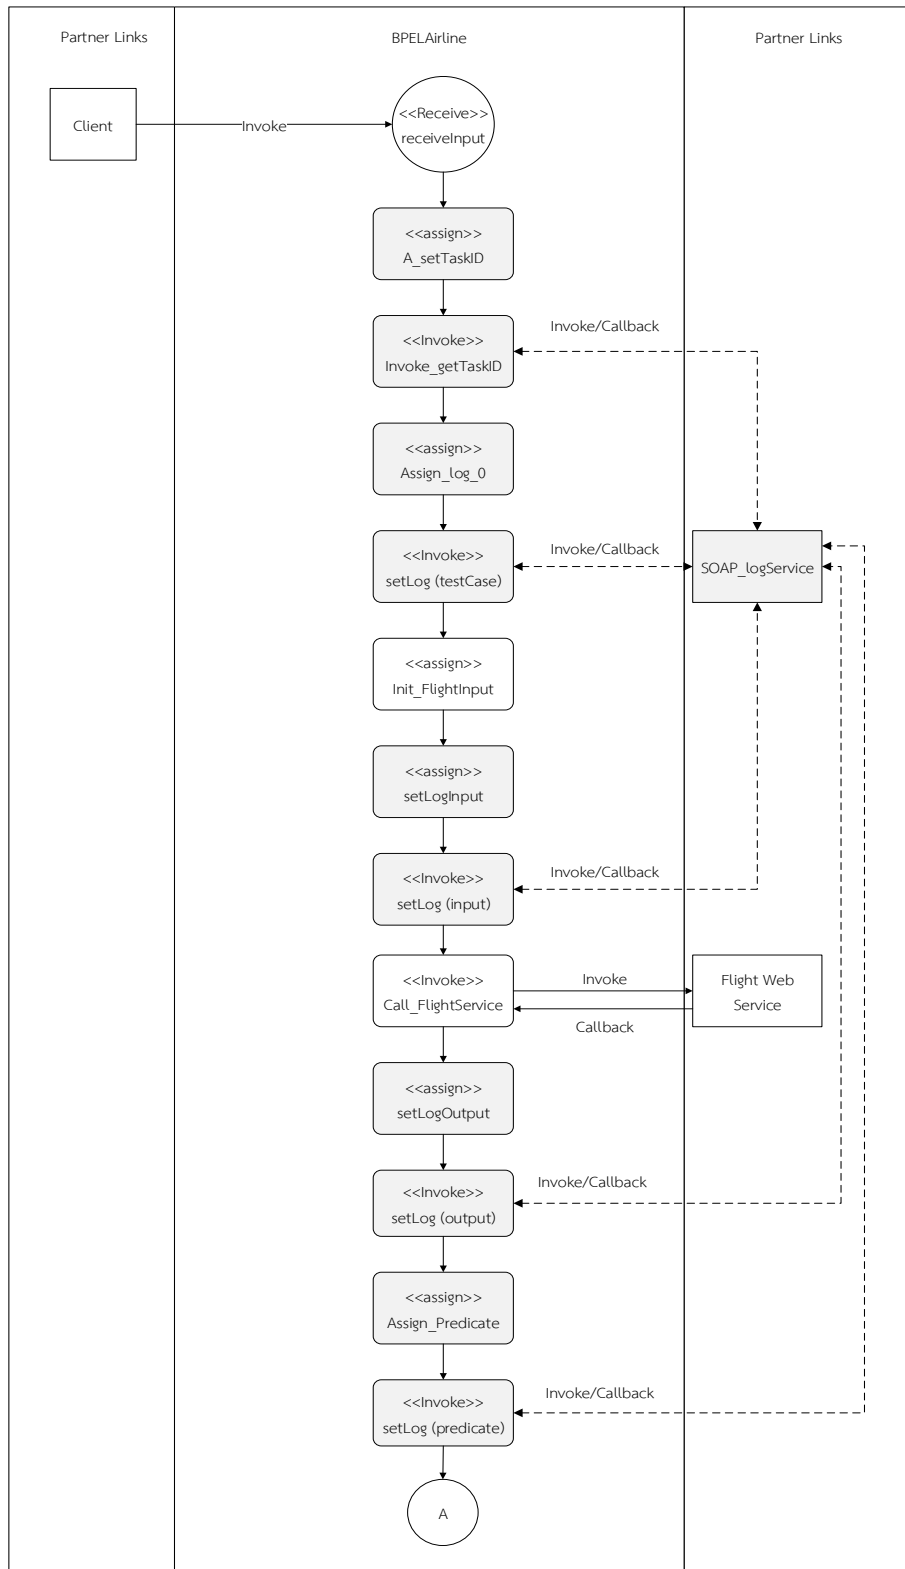 Partner Links
BPELAirline
Partner Links
Client
Invoke
<<Receive>>
receiveInput
<<assign>>
A_setTaskID
<<Invoke>>
Invoke_getTaskID
Invoke/Callback
<<assign>>
Assign_log_0
<<Invoke>>
setLog (testCase)
Invoke/Callback
SOAP_logService
<<assign>>
Init_FlightInput
<<assign>>
setLogInput
<<Invoke>>
setLog (input)
Invoke/Callback
<<Invoke>>
Call_FlightService
Invoke
Callback
Flight Web
Service
<<assign>>
setLogOutput
<<Invoke>>
setLog (output)
Invoke/Callback
<<assign>>
Assign_Predicate
<<Invoke>>
setLog (predicate)
Invoke/Callback
A